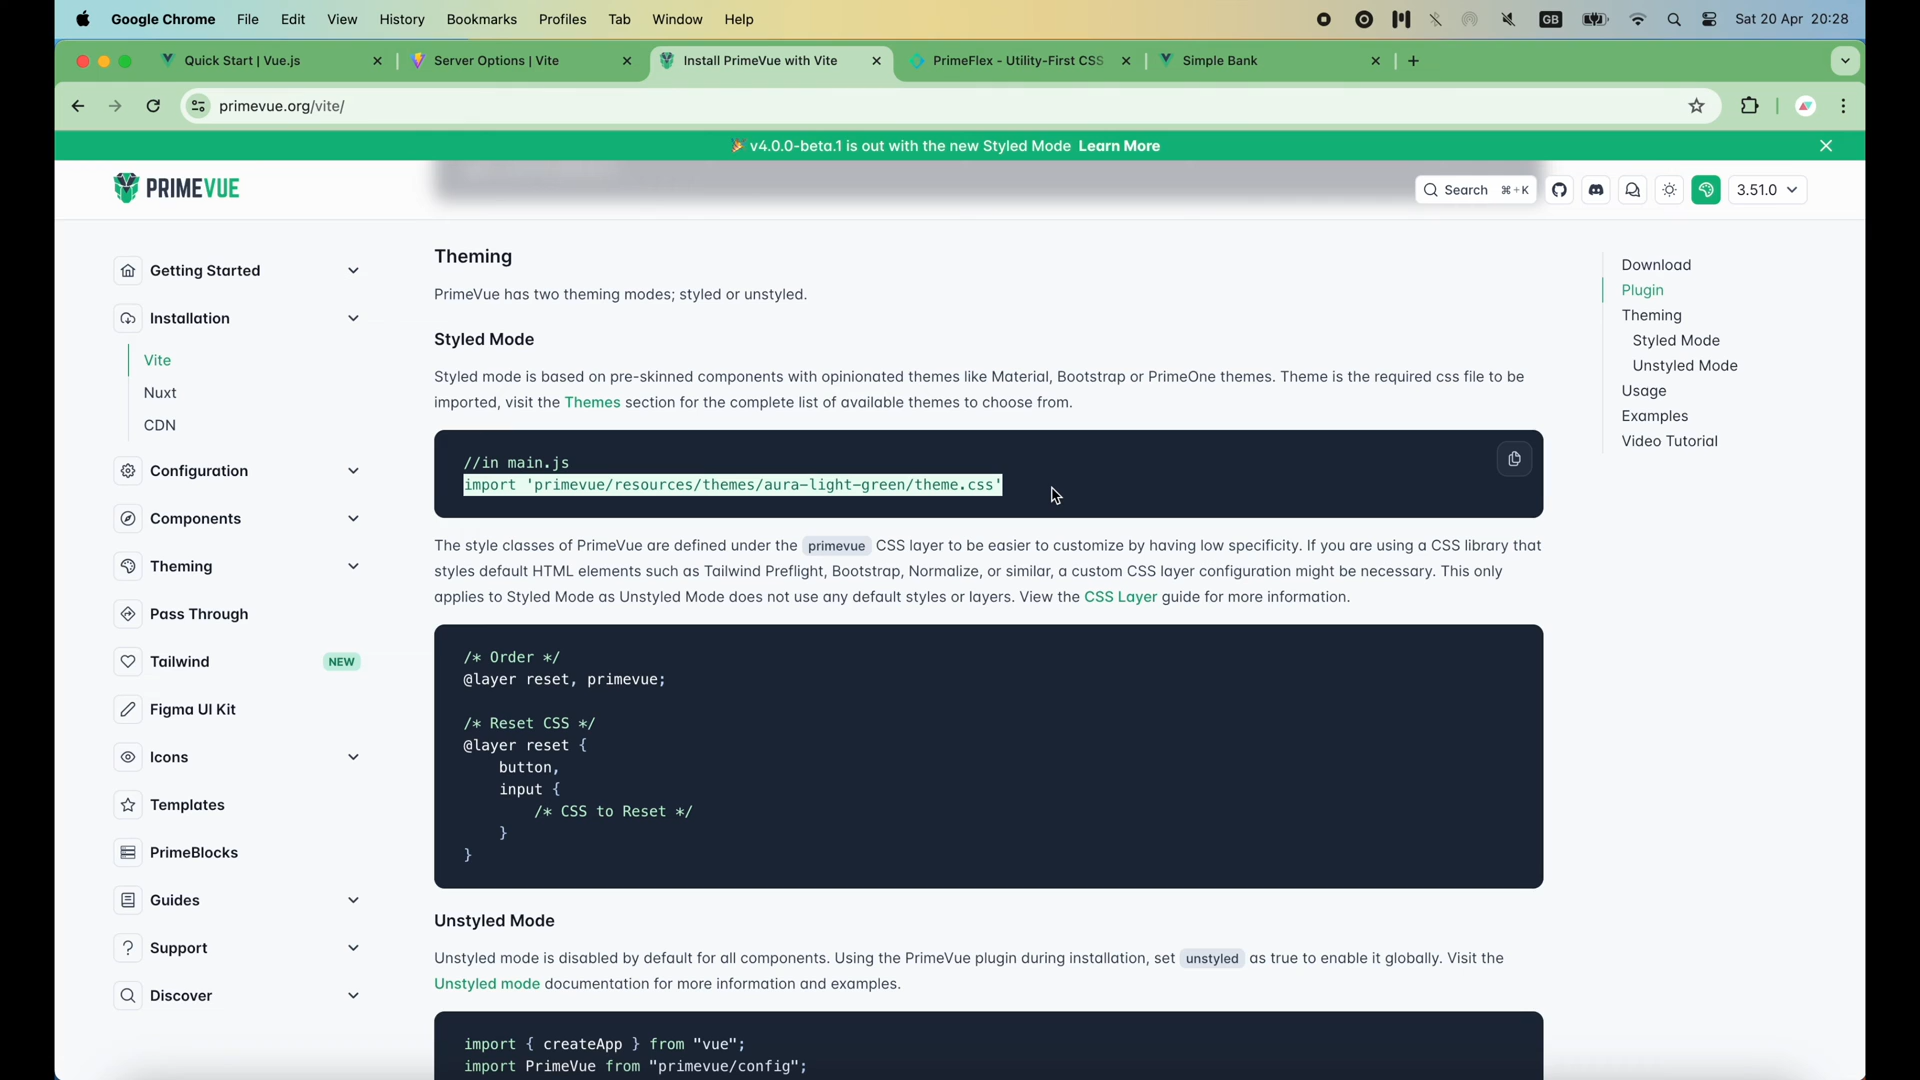 Google Chrome File Edit View History Bookmarks Profiles Tab Window Help
GB
Sat 20 Apr 20:28
Quick Start | Vue.js
Server Options | Vite
Install PrimeVue with Vite
PrimeFlex - Utility-First CSS
Simple Bank
primevue.org/vite/
v4.0.0-beta.1 is out with the new Styled Mode Learn More
PRIMEVUE
Search ⌘+K
3.51.0
Getting Started
Installation
Vite
Nuxt
CDN
Configuration
Components
Theming
Pass Through
Tailwind NEW
Figma UI Kit
Icons
Templates
PrimeBlocks
Guides
Support
Discover
Theming
PrimeVue has two theming modes; styled or unstyled.
Styled Mode
Styled mode is based on pre-skinned components with opinionated themes like Material, Bootstrap or PrimeOne themes. Theme is the required css file to be
imported, visit the Themes section for the complete list of available themes to choose from.
//in main.js
import 'primevue/resources/themes/aura-light-green/theme.css'
The style classes of PrimeVue are defined under the primevue CSS layer to be easier to customize by having low specificity. If you are using a CSS library that
styles default HTML elements such as Tailwind Preflight, Bootstrap, Normalize, or similar, a custom CSS layer configuration might be necessary. This only
applies to Styled Mode as Unstyled Mode does not use any default styles or layers. View the CSS Layer guide for more information.
/* Order */
@layer reset, primevue;
/* Reset CSS */
@layer reset {
button,
input {
/* CSS to Reset */
}
}
Unstyled Mode
Unstyled mode is disabled by default for all components. Using the PrimeVue plugin during installation, set unstyled as true to enable it globally. Visit the
Unstyled mode documentation for more information and examples.
import { createApp } from "vue";
import PrimeVue from "primevue/config";
Download
Plugin
Theming
Styled Mode
Unstyled Mode
Usage
Examples
Video Tutorial